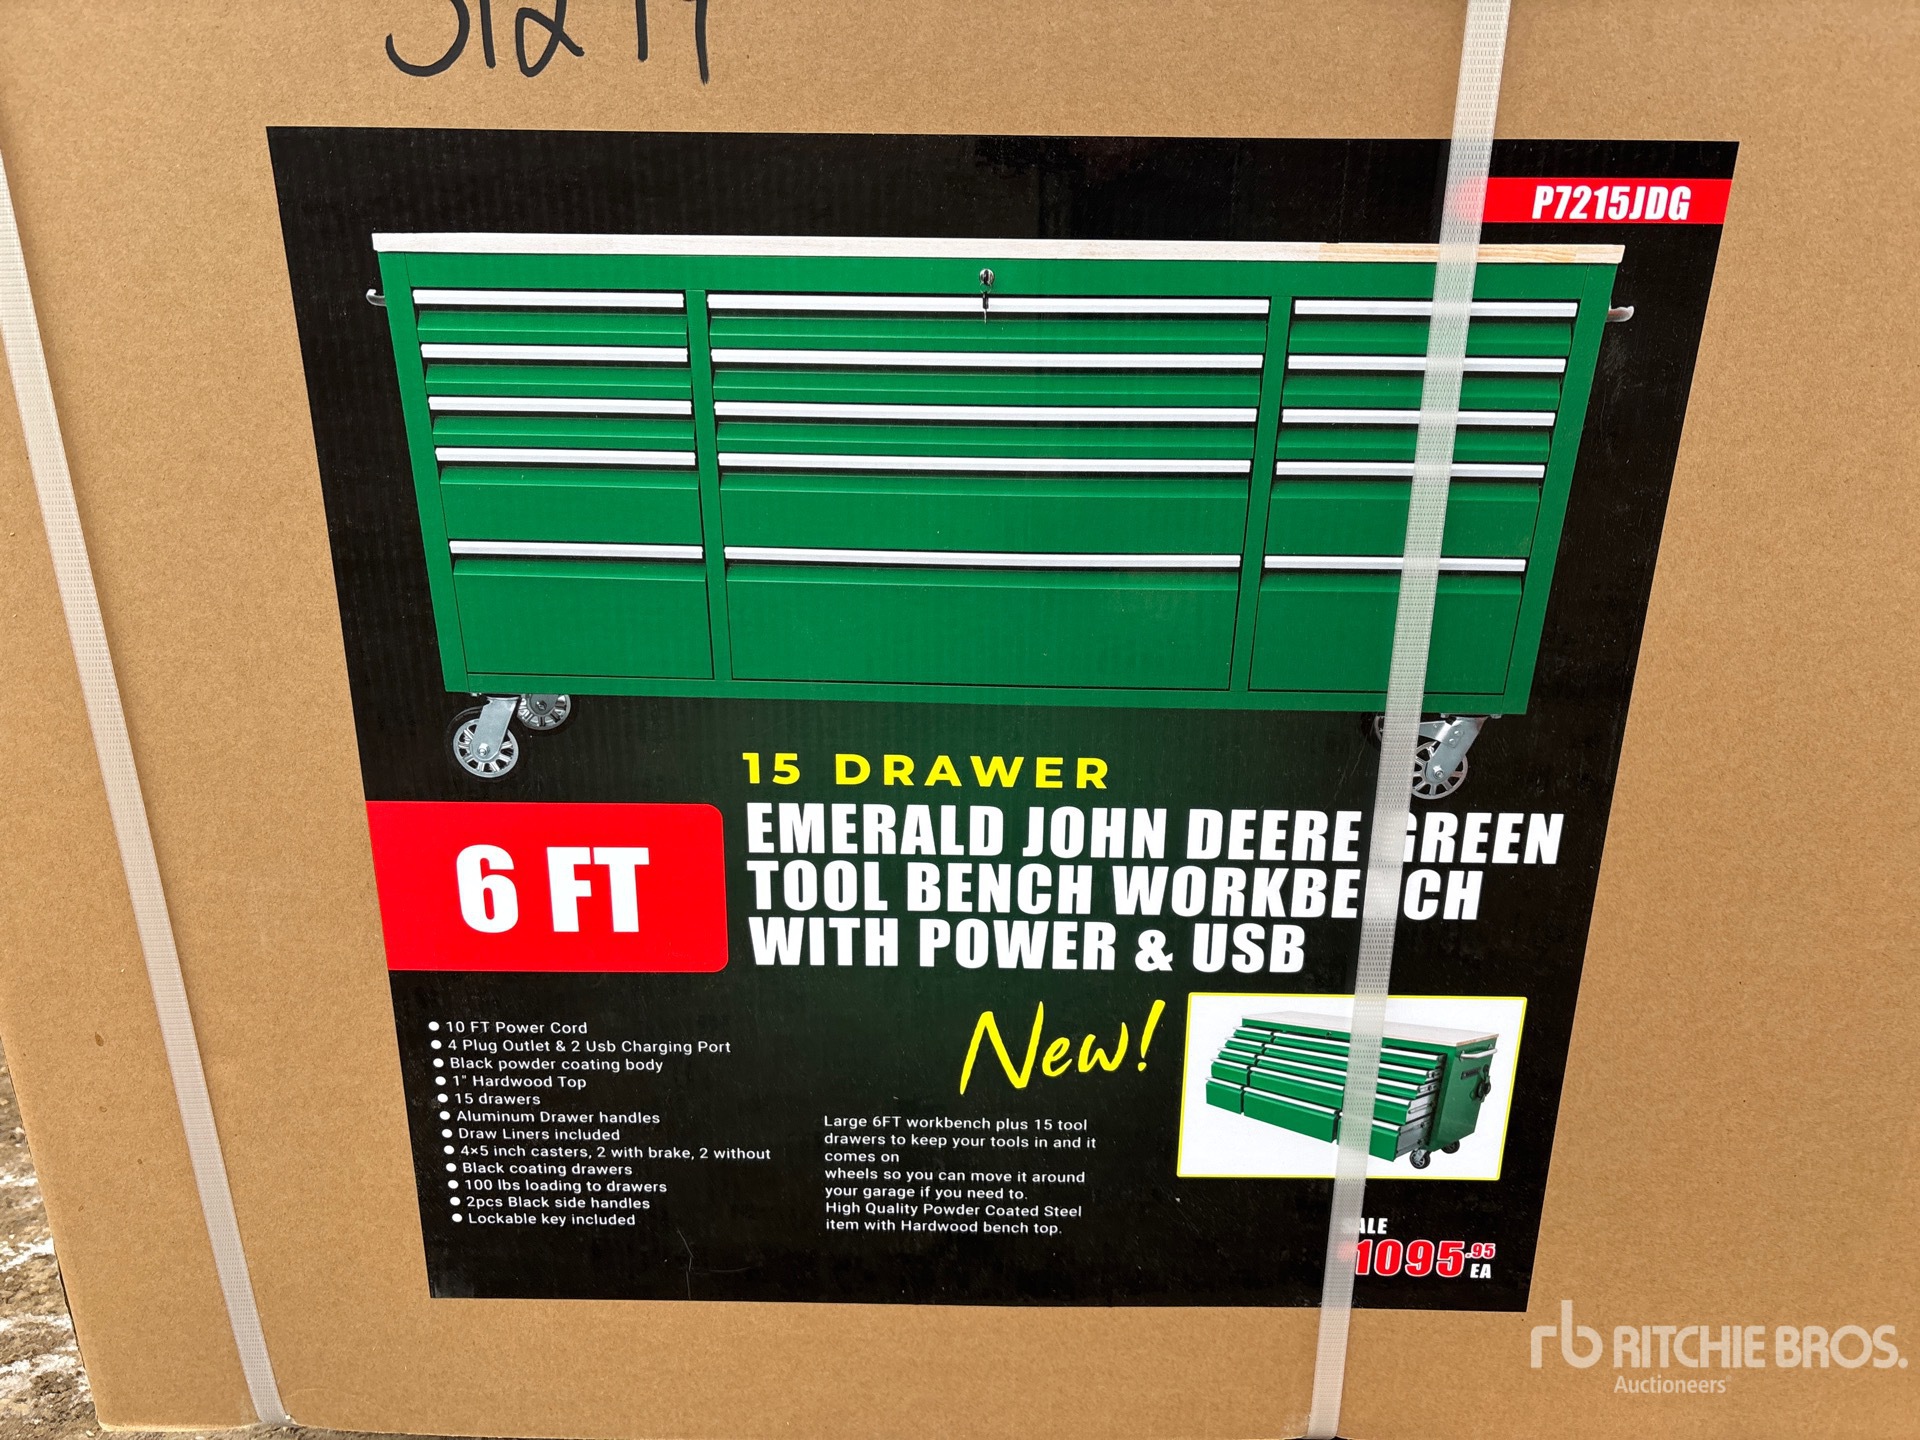 P7215JDG
15 DRAWER
6 FT
EMERALD JOHN DEERE GREEN
TOOL BENCH WORKBENCH
WITH POWER & USB
New!
10 FT Power Cord
4 Plug Outlet & 2 Usb Charging Port
Black powder coating body
1" Hardwood Top
15 drawers
Aluminum Drawer handles
Draw Liners included
4×5 inch casters, 2 with brake, 2 without
Black coating drawers
100 lbs loading to drawers
2pcs Black side handles
Lockable key included
Large 6FT workbench plus 15 tool
drawers to keep your tools in and it
comes on
wheels so you can move it around
your garage if you need to.
High Quality Powder Coated Steel
item with Hardwood bench top.
SALE
1095.95
EA
rb RITCHIE BROS.
Auctioneers